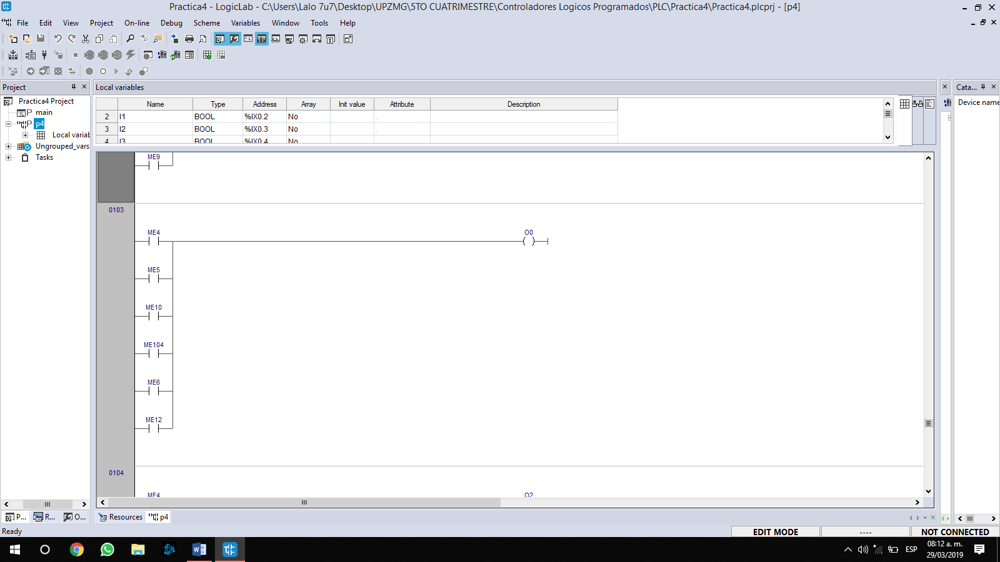 Practica4 - LogicLab - C:\Users\Lalo 7u7\Desktop\UPZMG\5TO CUATRIMESTRE\Controladores Logicos Programados\PLC\Practica4\Practica4.plcprj - [p4]
File Edit View Project On-line Debug Scheme Variables Window Tools Help
Project
Local variables
Cata...
Practica4 Project
main
p4
Local variab
Ungrouped_vars
Tasks
Name Type Address Array Init value Attribute Description
2 I1 BOOL %IX0.2 No ..
3 I2 BOOL %IX0.3 No ..
4 I3 BOOL %IX0.4 No
Device name
ME9
0103
ME4 O0
ME5
ME10
ME104
ME6
ME12
0104
ME4 O2
P... R... O...
Resources p4
Ready
EDIT MODE ---- NOT CONNECTED
ESP
08:12 a. m.
29/03/2019